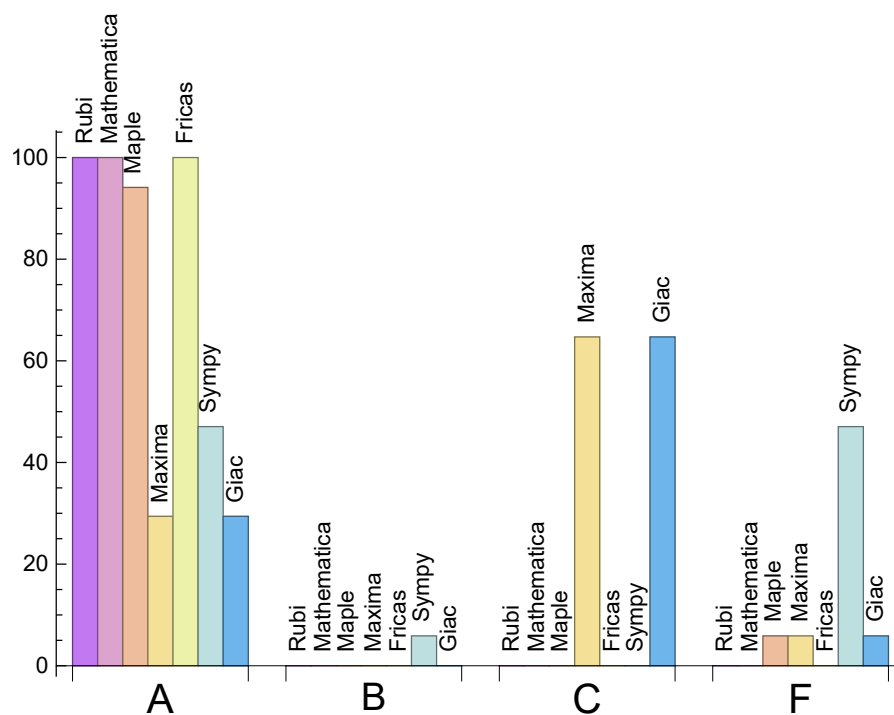 100
80
60
40
20
0
Rubi
Mathematica
Maple
Maxima
Fricas
Sympy
Giac
A
Rubi
Mathematica
Maple
Maxima
Fricas
Sympy
Giac
B
Rubi
Mathematica
Maple
Maxima
Fricas
Sympy
Giac
C
Rubi
Mathematica
Maple
Maxima
Fricas
Sympy
Giac
F